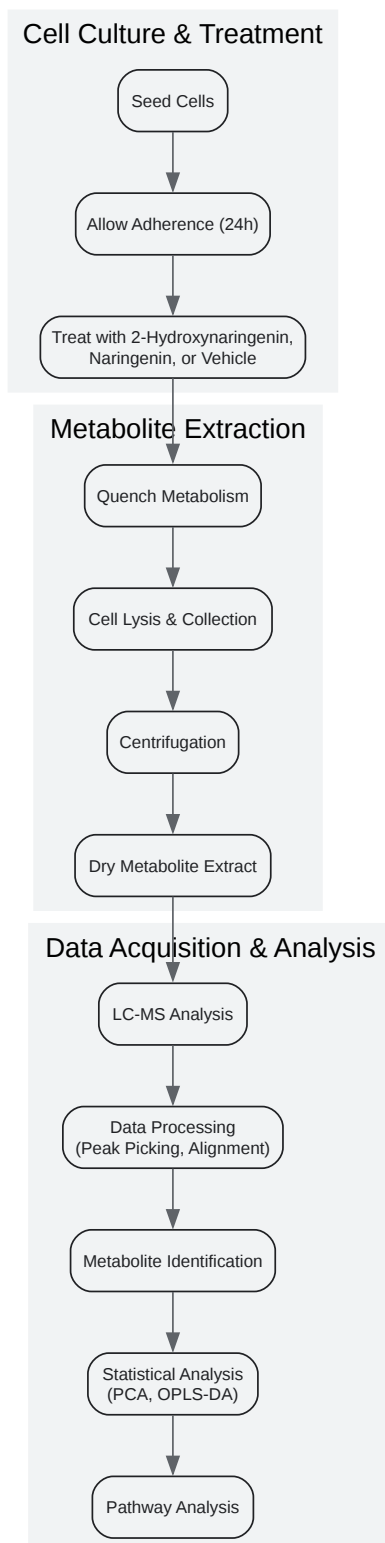 Cell Culture & Treatment
Seed Cells
Allow Adherence (24h)
Treat with 2-Hydroxynaringenin,
Naringenin, or Vehicle
Metabolite Extraction
Quench Metabolism
Cell Lysis & Collection
Centrifugation
Dry Metabolite Extract
Data Acquisition & Analysis
LC-MS Analysis
Data Processing
(Peak Picking, Alignment)
Metabolite Identification
Statistical Analysis
(PCA, OPLS-DA)
Pathway Analysis